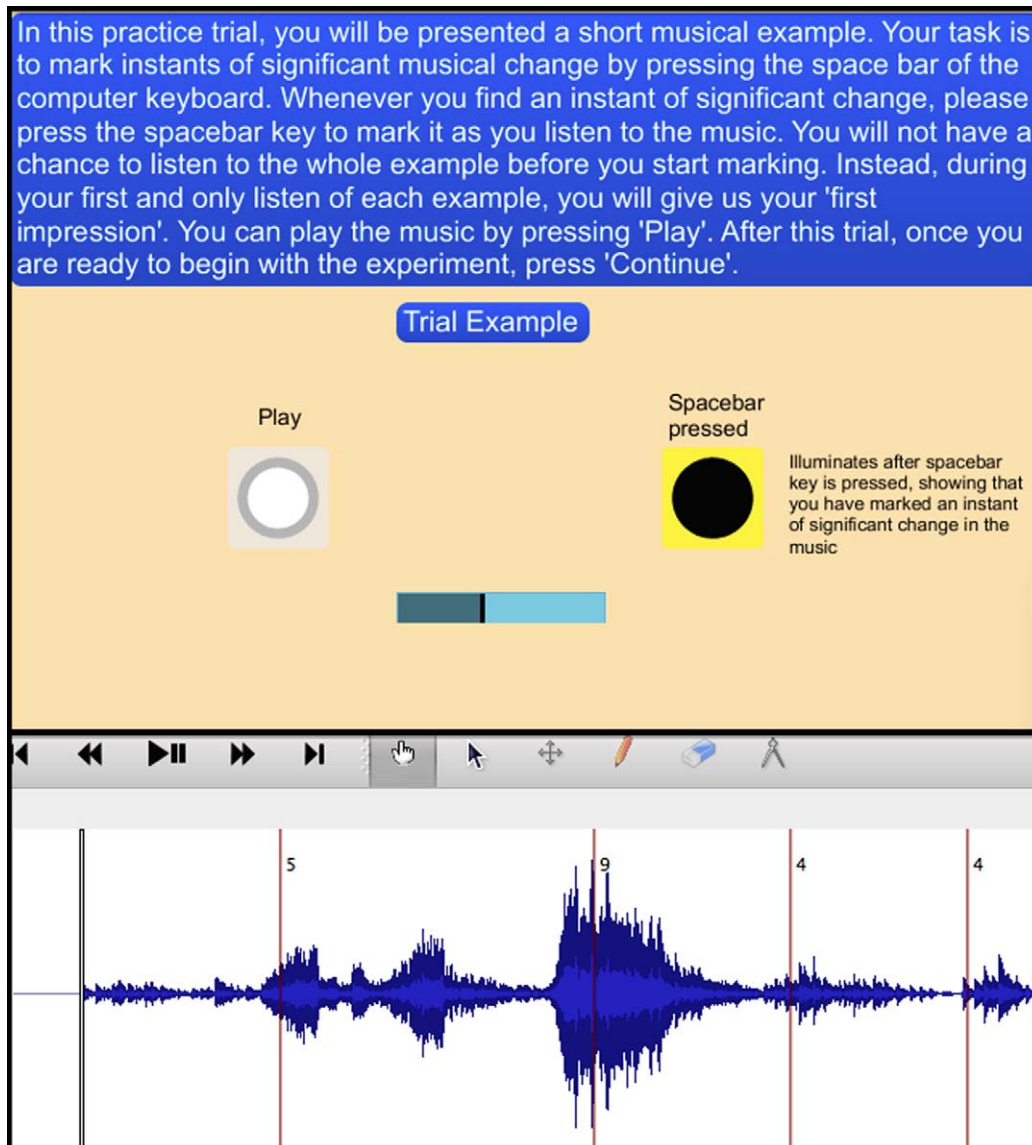 In this practice trial, you will be presented a short musical example. Your task is
to mark instants of significant musical change by pressing the space bar of the
computer keyboard. Whenever you find an instant of significant change, please
press the spacebar key to mark it as you listen to the music. You will not have a
chance to listen to the whole example before you start marking. Instead, during
your first and only listen of each example, you will give us your 'first
impression'. You can play the music by pressing 'Play'. After this trial, once you
are ready to begin with the experiment, press 'Continue'.
Trial Example
Play
Spacebar
pressed
Illuminates after spacebar
key is pressed, showing that
you have marked an instant
of significant change in the
music
5
9
4
4